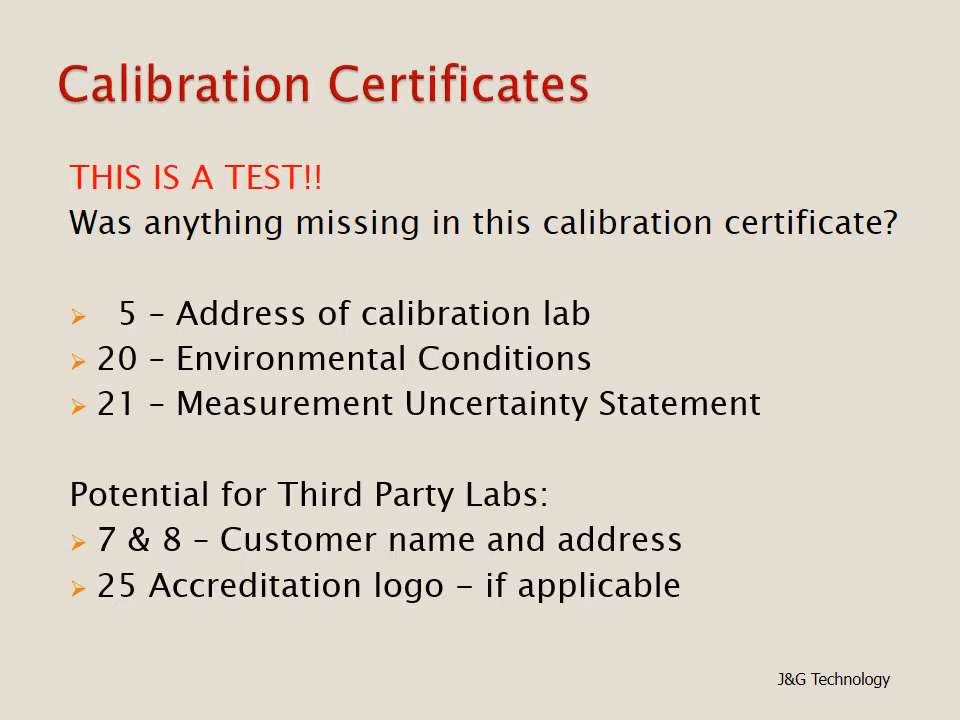 Calibration Certificates
THIS IS A TEST!!
Was anything missing in this calibration certificate?
➢ 5 – Address of calibration lab
➢ 20 – Environmental Conditions
➢ 21 – Measurement Uncertainty Statement
Potential for Third Party Labs:
➢ 7 & 8 – Customer name and address
➢ 25 Accreditation logo – if applicable
J&G Technology